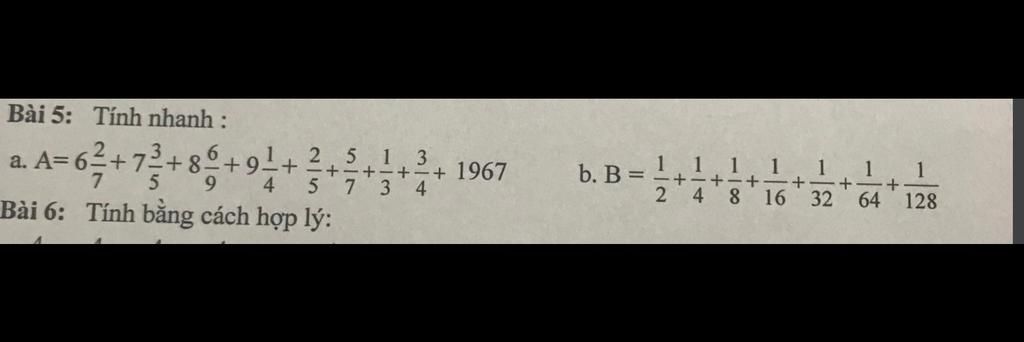 Bài 5: Tính nhanh :
a. A= 6 2/7 + 7 3/5 + 8 6/9 + 9 1/4 + 2/5 + 5/7 + 1/3 + 3/4 + 1967 b. B = 1/2 + 1/4 + 1/8 + 1/16 + 1/32 + 1/64 + 1/128
Bài 6: Tính bằng cách hợp lý: